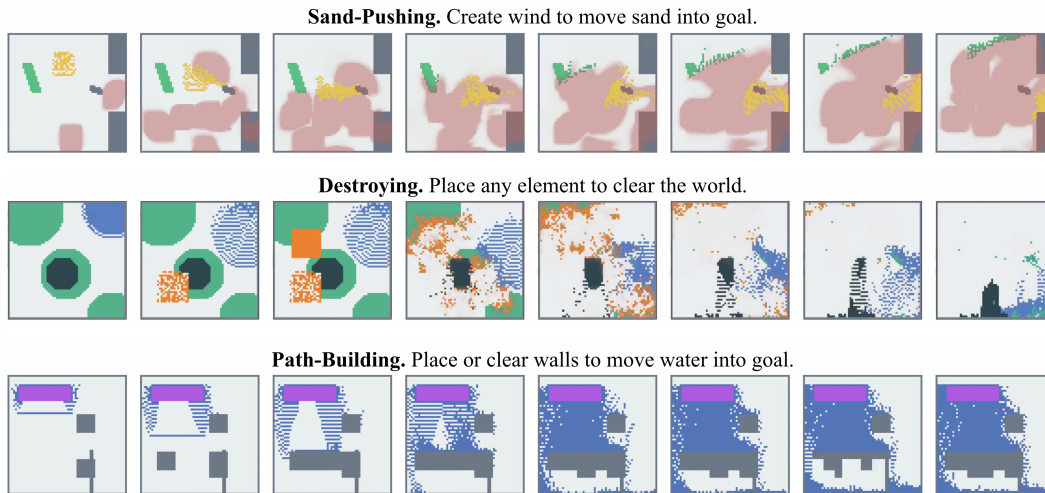 Sand-Pushing. Create wind to move sand into goal.
Destroying. Place any element to clear the world.
Path-Building. Place or clear walls to move water into goal.